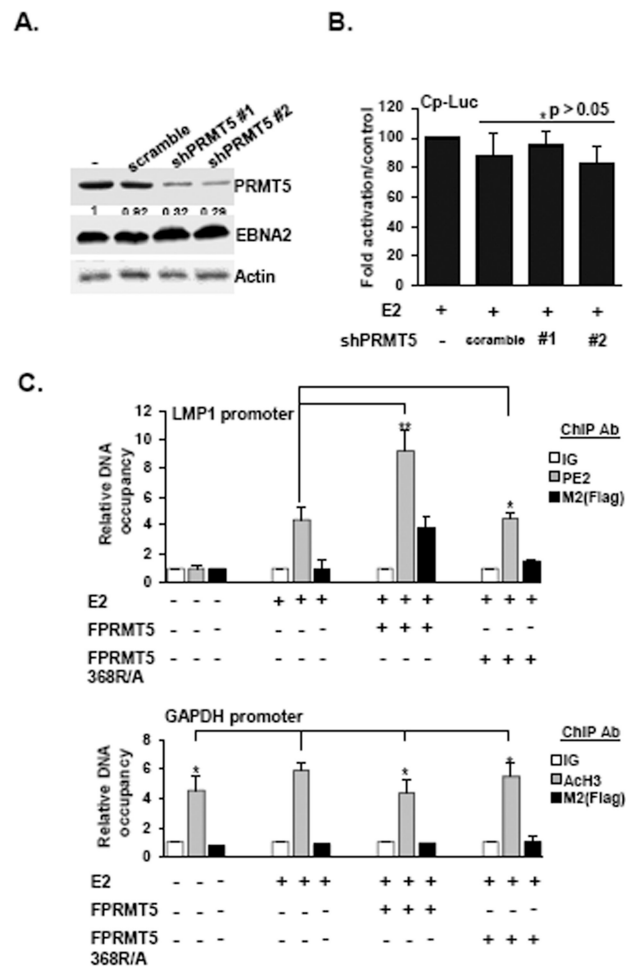 A.
-
scramble
shPRMT5 #1
shPRMT5 #2
PRMT5
1 0.92 0.32 0.29
EBNA2
Actin
B.
Cp-Luc
* p > 0.05
Fold activation/control
120
100
80
60
40
20
0
E2 + + + +
shPRMT5 - scramble #1 #2
C.
LMP1 promoter
Relative DNA
occupancy
12
10
8
6
4
2
0
**
*
ChIP Ab
IG
PE2
M2(Flag)
E2 - - - + + + + + + + + +
FPRMT5 - - - - - - + + + - - -
FPRMT5 - - - - - - - - - + + +
368R/A
GAPDH promoter
Relative DNA
occupancy
8
6
4
2
0
*
*
*
ChIP Ab
IG
AcH3
M2(Flag)
E2 - - - + + + + + + + + +
FPRMT5 - - - - - - + + + - - -
FPRMT5 - - - - - - - - - + + +
368R/A